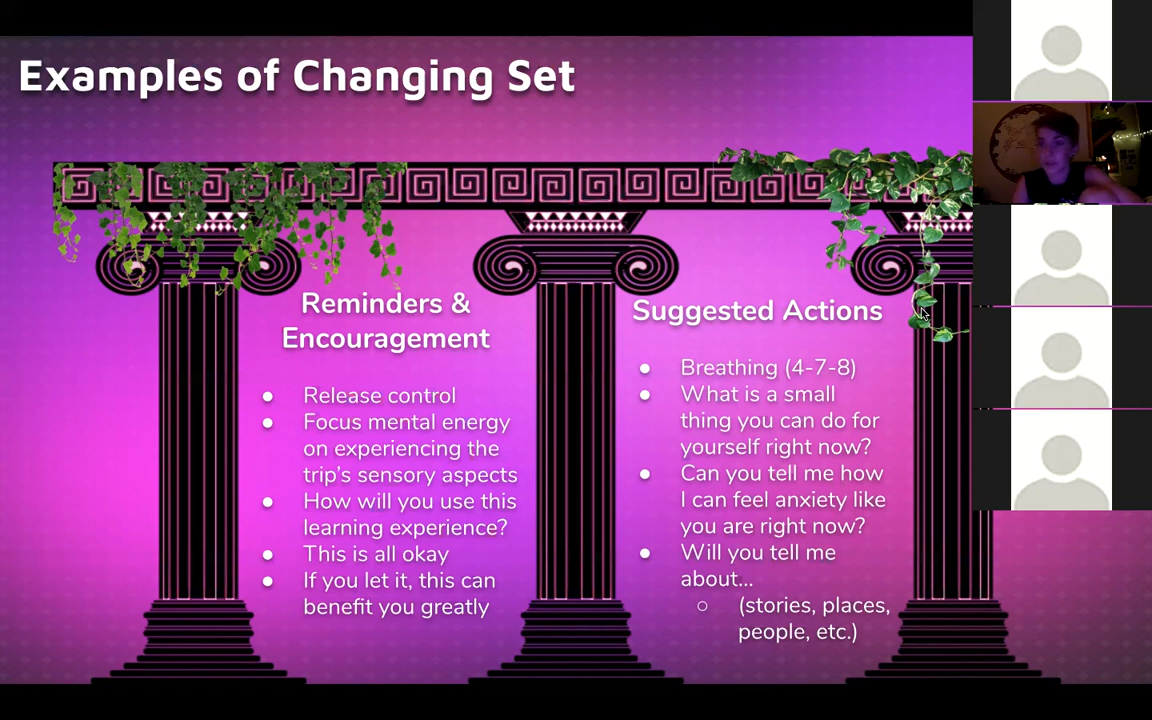 Examples of Changing Set
Reminders &
Encouragement
● Release control
● Focus mental energy
on experiencing the
trip's sensory aspects
● How will you use this
learning experience?
● This is all okay
● If you let it, this can
benefit you greatly
Suggested Actions
● Breathing (4-7-8)
● What is a small
thing you can do for
yourself right now?
● Can you tell me how
I can feel anxiety like
you are right now?
● Will you tell me
about...
○ (stories, places,
people, etc.)